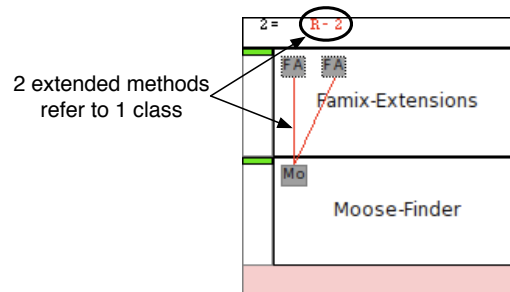 2= R-2
2 extended methods
refer to 1 class
FA FA
Famix-Extensions
Mo
Moose-Finder